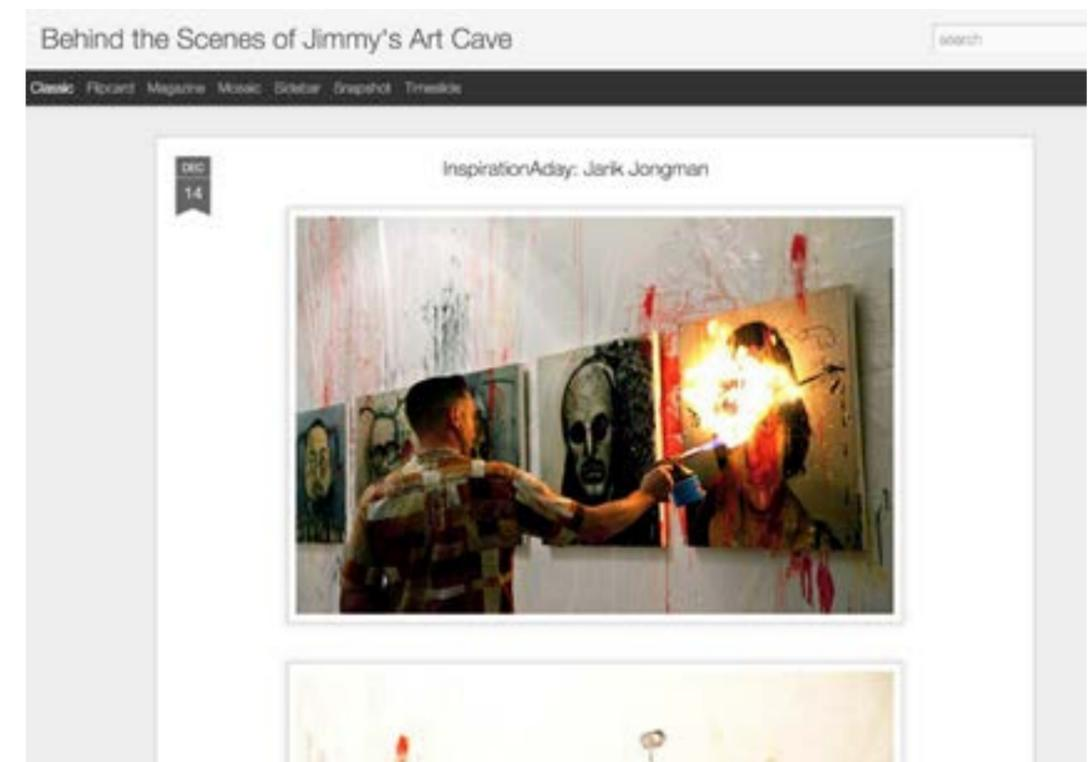 Behind the Scenes of Jimmy's Art Cave
search
Classic Flipcard Magazine Mosaic Sidebar Snapshot Timeslide
DEC
14
InspirationAday: Jarik Jongman